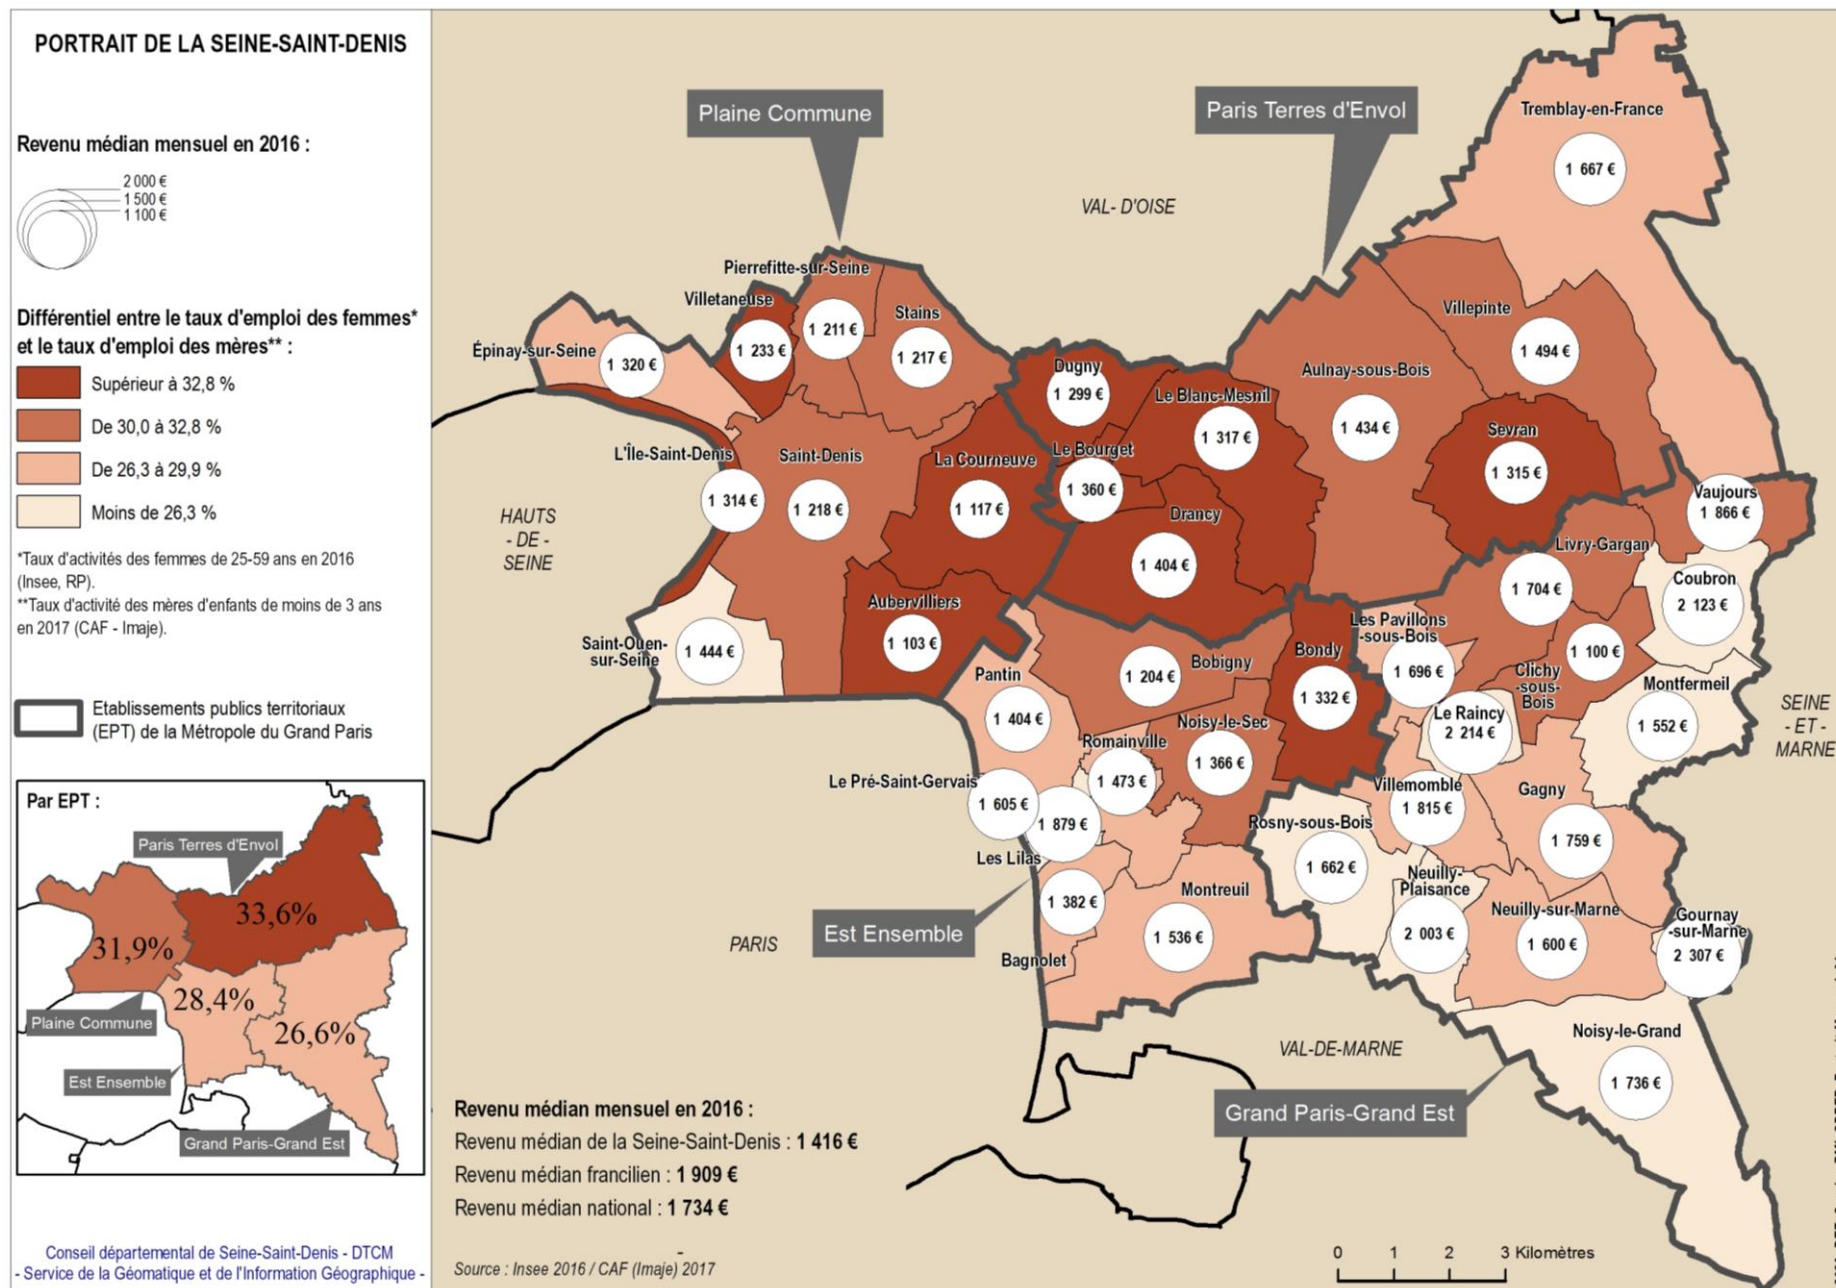 PORTRAIT DE LA SEINE-SAINT-DENIS
Revenu médian mensuel en 2016 :
2 000 €
1 500 €
1 100 €
Différentiel entre le taux d'emploi des femmes*
et le taux d'emploi des mères** :
Supérieur à 32,8 %
De 30,0 à 32,8 %
De 26,3 à 29,9 %
Moins de 26,3 %
*Taux d'activités des femmes de 25-59 ans en 2016
(Insee, RP).
**Taux d'activité des mères d'enfants de moins de 3 ans
en 2017 (CAF - Imaje).
Etablissements publics territoriaux
(EPT) de la Métropole du Grand Paris
Par EPT :
Paris Terres d'Envol
33,6%
31,9%
28,4%
Plaine Commune
26,6%
Est Ensemble
Grand Paris-Grand Est
Conseil départemental de Seine-Saint-Denis - DTCM
- Service de la Géomatique et de l'Information Géographique -
Plaine Commune
Paris Terres d'Envol
Tremblay-en-France
1 667 €
VAL- D'OISE
Pierrefitte-sur-Seine
1 211 €
Villetaneuse
1 233 €
Stains
1 217 €
Villepinte
1 494 €
Épinay-sur-Seine
1 320 €
Dugny
1 299 €
Aulnay-sous-Bois
1 434 €
Le Blanc-Mesnil
1 317 €
Sevran
1 315 €
L'Île-Saint-Denis
1 314 €
Saint-Denis
1 218 €
La Courneuve
1 117 €
Le Bourget
1 360 €
Drancy
1 404 €
Vaujours
1 866 €
HAUTS
- DE -
SEINE
Livry-Gargan
1 704 €
Coubron
2 123 €
Aubervilliers
1 103 €
Saint-Ouen-
sur-Seine
1 444 €
Les Pavillons
-sous-Bois
1 696 €
Bondy
1 332 €
Bobigny
1 204 €
Clichy
-sous-
Bois
1 100 €
Montfermeil
1 552 €
SEINE
- ET -
MARNE
Pantin
1 404 €
Le Raincy
2 214 €
Noisy-le-Sec
1 366 €
Romainville
1 473 €
Le Pré-Saint-Gervais
1 605 €
Villemomble
1 815 €
Gagny
1 759 €
Les Lilas
1 879 €
Rosny-sous-Bois
1 662 €
Neuilly-
Plaisance
2 003 €
Montreuil
1 536 €
Bagnolet
1 382 €
Neuilly-sur-Marne
1 600 €
Gournay
-sur-Marne
2 307 €
Est Ensemble
PARIS
Noisy-le-Grand
1 736 €
VAL-DE-MARNE
Grand Paris-Grand Est
Revenu médian mensuel en 2016 :
Revenu médian de la Seine-Saint-Denis : 1 416 €
Revenu médian francilien : 1 909 €
Revenu médian national : 1 734 €
Source : Insee 2016 / CAF (Imaje) 2017
0 1 2 3 Kilomètres